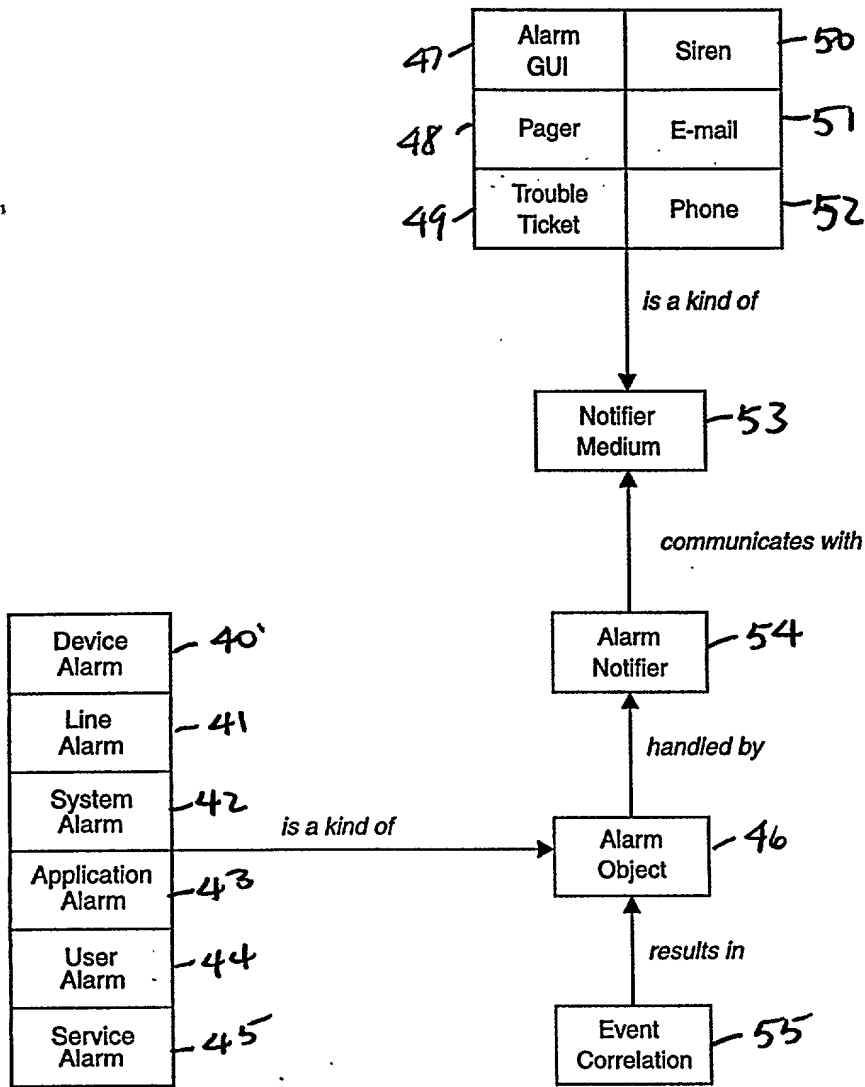 47
Alarm
GUI
Siren
50
48
Pager
E-mail
51
49
Trouble
Ticket
Phone
52
is a kind of
Notifier
Medium
53
communicates with
Device
Alarm
40
Alarm
Notifier
54
Line
Alarm
41
handled by
System
Alarm
42
is a kind of
Alarm
Object
46
Application
Alarm
43
User
Alarm
44
results in
Service
Alarm
45
Event
Correlation
55